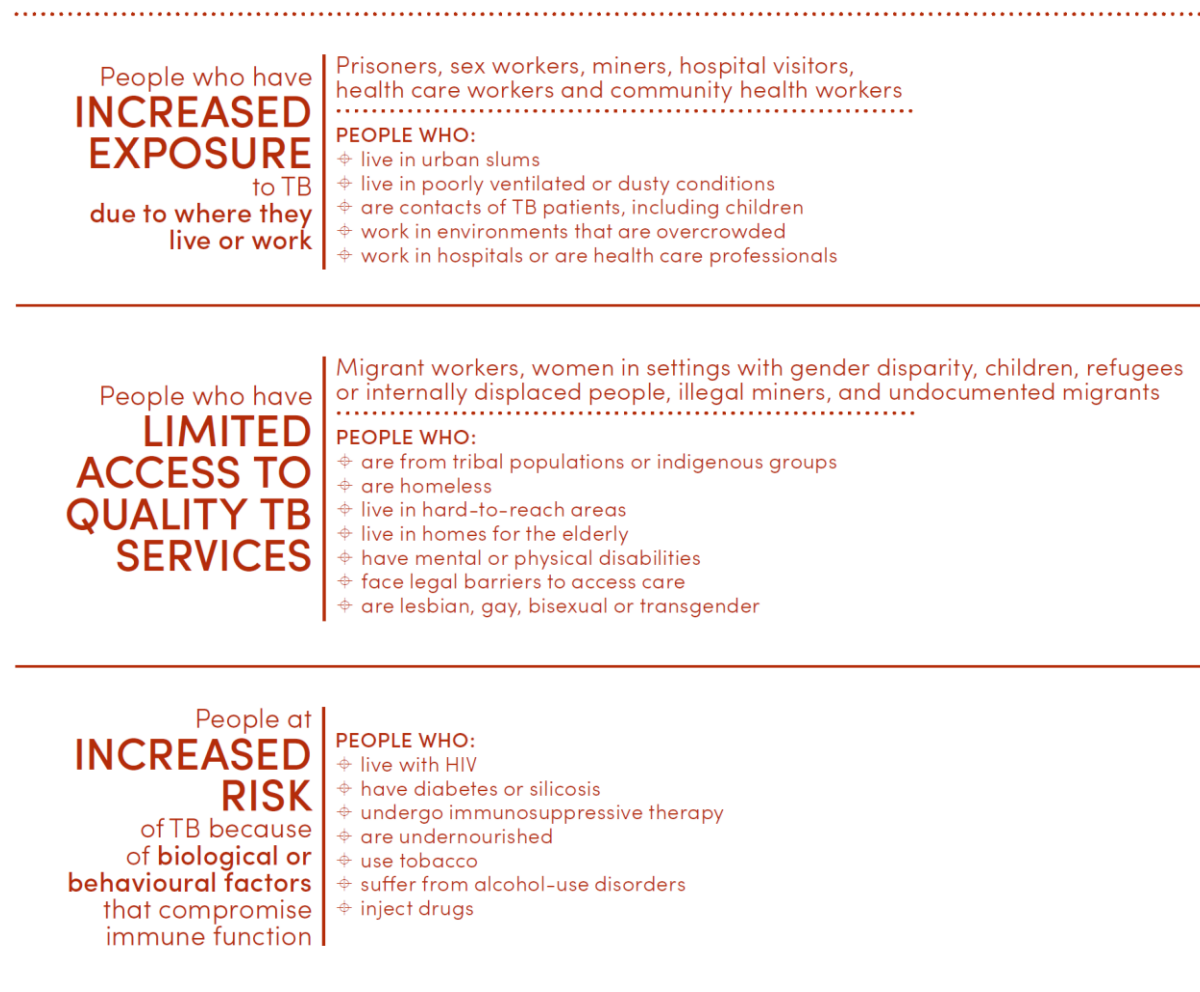 People who have
INCREASED
EXPOSURE
to TB
due to where they
live or work
Prisoners, sex workers, miners, hospital visitors,
health care workers and community health workers
PEOPLE WHO:
live in urban slums
live in poorly ventilated or dusty conditions
are contacts of TB patients, including children
work in environments that are overcrowded
work in hospitals or are health care professionals
People who have
LIMITED
ACCESS TO
QUALITY TB
SERVICES
Migrant workers, women in settings with gender disparity, children, refugees
or internally displaced people, illegal miners, and undocumented migrants
PEOPLE WHO:
are from tribal populations or indigenous groups
are homeless
live in hard-to-reach areas
live in homes for the elderly
have mental or physical disabilities
face legal barriers to access care
are lesbian, gay, bisexual or transgender
People at
INCREASED
RISK
of TB because
of biological or
behavioural factors
that compromise
immune function
PEOPLE WHO:
live with HIV
have diabetes or silicosis
undergo immunosuppressive therapy
are undernourished
use tobacco
suffer from alcohol-use disorders
inject drugs